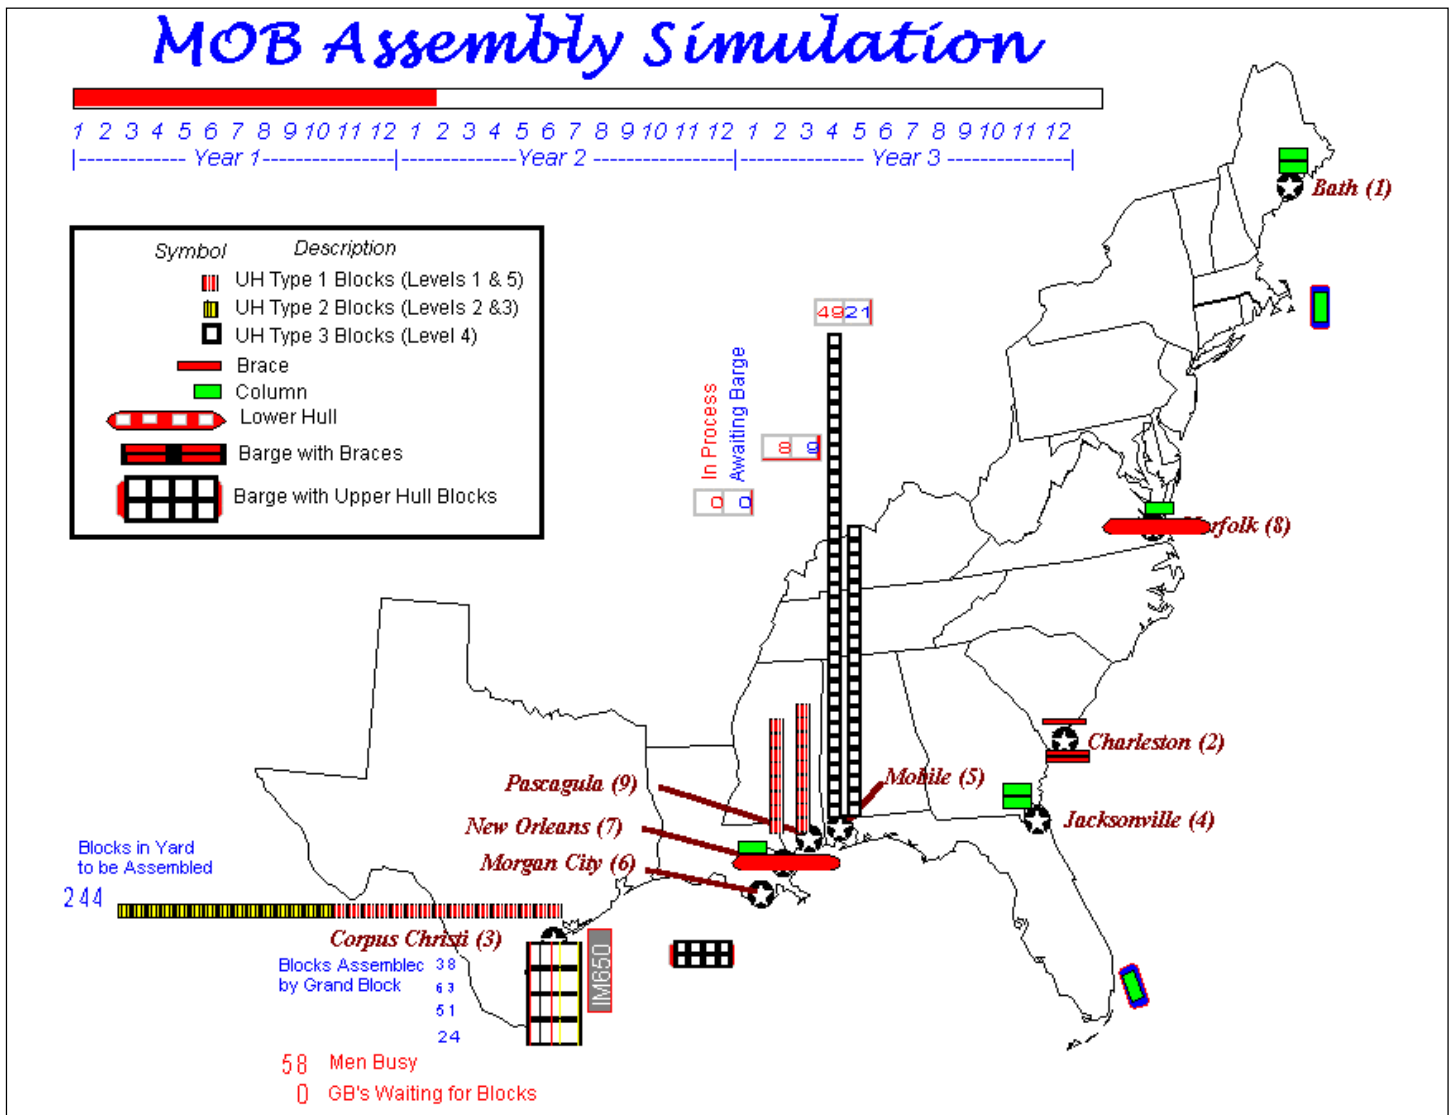 MOB Assembly Simulation
1 2 3 4 5 6 7 8 9 10 11 12 1 2 3 4 5 6 7 8 9 10 11 12 1 2 3 4 5 6 7 8 9 10 11 12
|-------------- Year 1----------------|--------------Year 2 ----------------|-------------- Year 3 --------------|
Symbol Description
UH Type 1 Blocks (Levels 1 & 5)
UH Type 2 Blocks (Levels 2 &3)
UH Type 3 Blocks (Level 4)
Brace
Column
Lower Hull
Barge with Braces
Barge with Upper Hull Blocks
In Process
Awaiting Barge
4921
8 9
0 0
Bath (1)
rfolk (8)
Charleston (2)
Jacksonville (4)
Mobile (5)
Pascagula (9)
New Orleans (7)
Morgan City (6)
Blocks in Yard
to be Assembled
244
Corpus Christi (3)
Blocks Assemblec 38
by Grand Block 63
51
24
IM650
58 Men Busy
0 GB's Waiting for Blocks